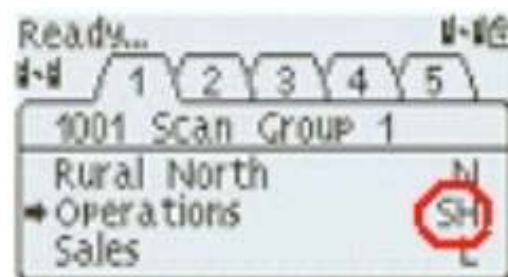 Ready...
1 2 3 4 5
1001 Scan Group 1
Rural North N
Operations SH
Sales L